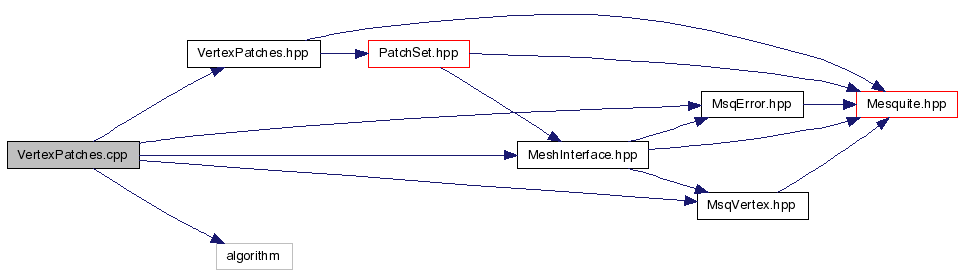 VertexPatches.hpp
PatchSet.hpp
MsqError.hpp
Mesquite.hpp
VertexPatches.cpp
MeshInterface.hpp
MsqVertex.hpp
algorithm